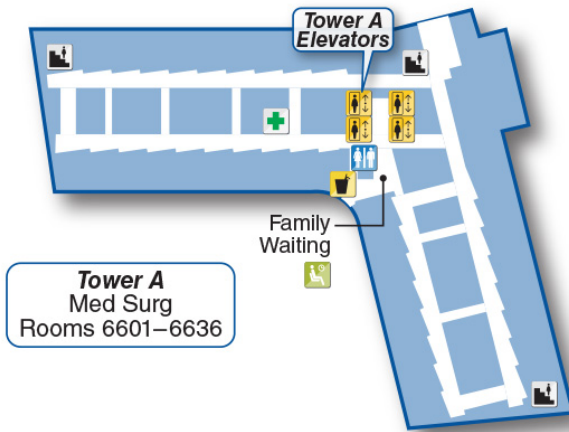 Tower A
Elevators
Family
Waiting
Tower A
Med Surg
Rooms 6601–6636